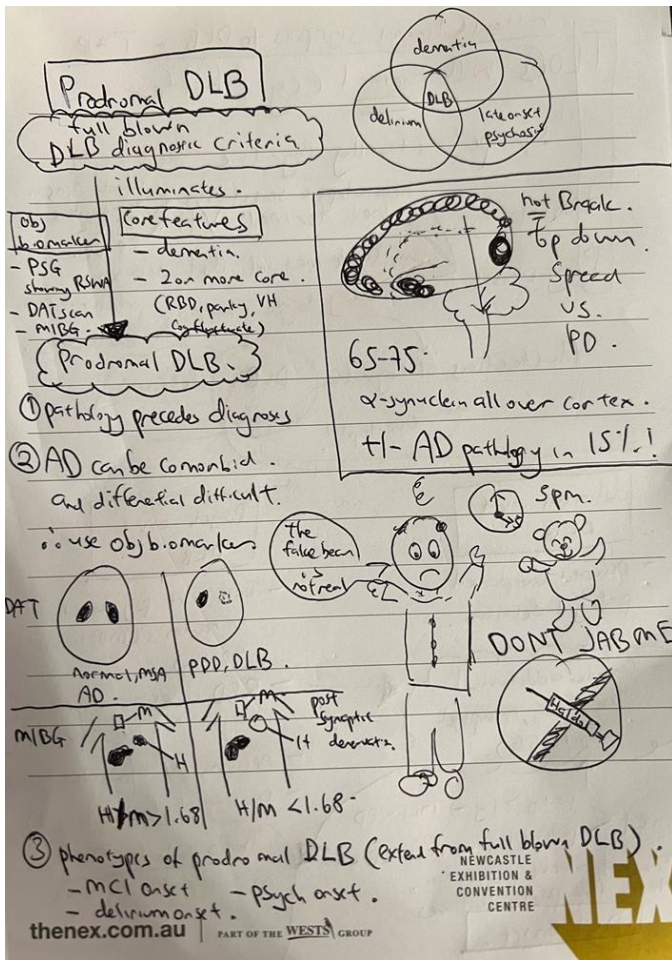 Prodromal DLB
full blown
DLB diagnostic criteria
dementia
DLB
delirium
late onset
psychosis
illuminates.
Obj
biomarker
- PSG
showing RSWA
- DATscan
- MIBG.
Core features
- dementia.
- 2 or more core.
(RBD, parky, VH
cog fluctuate)
Prodromal DLB.
not Braak.
top down.
Spread
vs.
PD.
65-75.
α-synuclein all over cortex.
+/- AD pathology in 15%!
① pathology precedes diagnoses
② AD can be comorbid.
and differential difficult.
∴ use Obj biomarker
The
fake bear
is
not real
5pm.
DONT JAB ME
Haldol
DAT
normal, MSA
AD.
PDD, DLB.
MIBG
M
H
H/M > 1.68
M
H
post
synaptic
H/M < 1.68
③ phenotypes of prodromal DLB (extend from full blown DLB).
- MCI onset - psych onset.
- delirium onset.
NEWCASTLE
EXHIBITION &
CONVENTION
CENTRE
NEX
thenex.com.au
PART OF THE WESTS GROUP